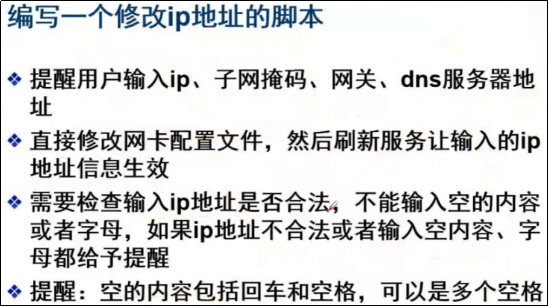 编写一个修改ip地址的脚本
提醒用户输入ip、子网掩码、网关、dns服务器地
址
直接修改网卡配置文件，然后刷新服务让输入的ip
地址信息生效
需要检查输入ip地址是否合法，不能输入空的内容
或者字母，如果ip地址不合法或者输入空内容、字
母都给予提醒
提醒：空的内容包括回车和空格，可以是多个空格